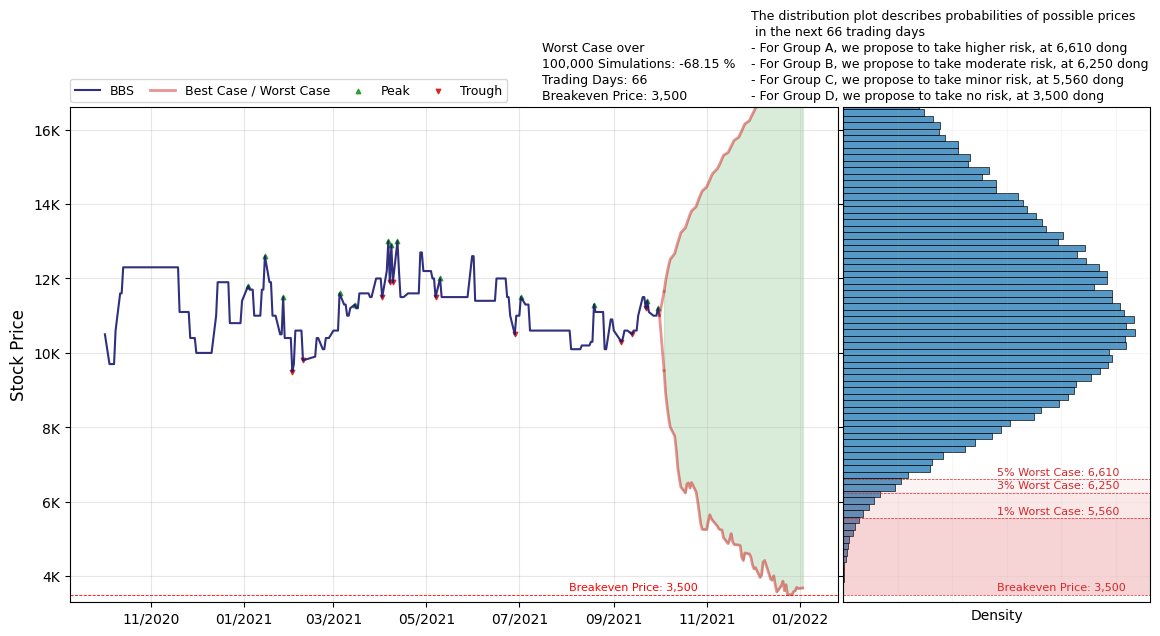 The distribution plot describes probabilities of possible prices
in the next 66 trading days
- For Group A, we propose to take higher risk, at 6,610 dong
- For Group B, we propose to take moderate risk, at 6,250 dong
- For Group C, we propose to take minor risk, at 5,560 dong
- For Group D, we propose to take no risk, at 3,500 dong
Worst Case over
100,000 Simulations: -68.15 %
Trading Days: 66
Breakeven Price: 3,500
BBS
Best Case / Worst Case
Peak
Trough
Stock Price
16K
14K
12K
10K
8K
6K
4K
Breakeven Price: 3,500
11/2020
01/2021
03/2021
05/2021
07/2021
09/2021
11/2021
01/2022
5% Worst Case: 6,610
3% Worst Case: 6,250
1% Worst Case: 5,560
Breakeven Price: 3,500
Density